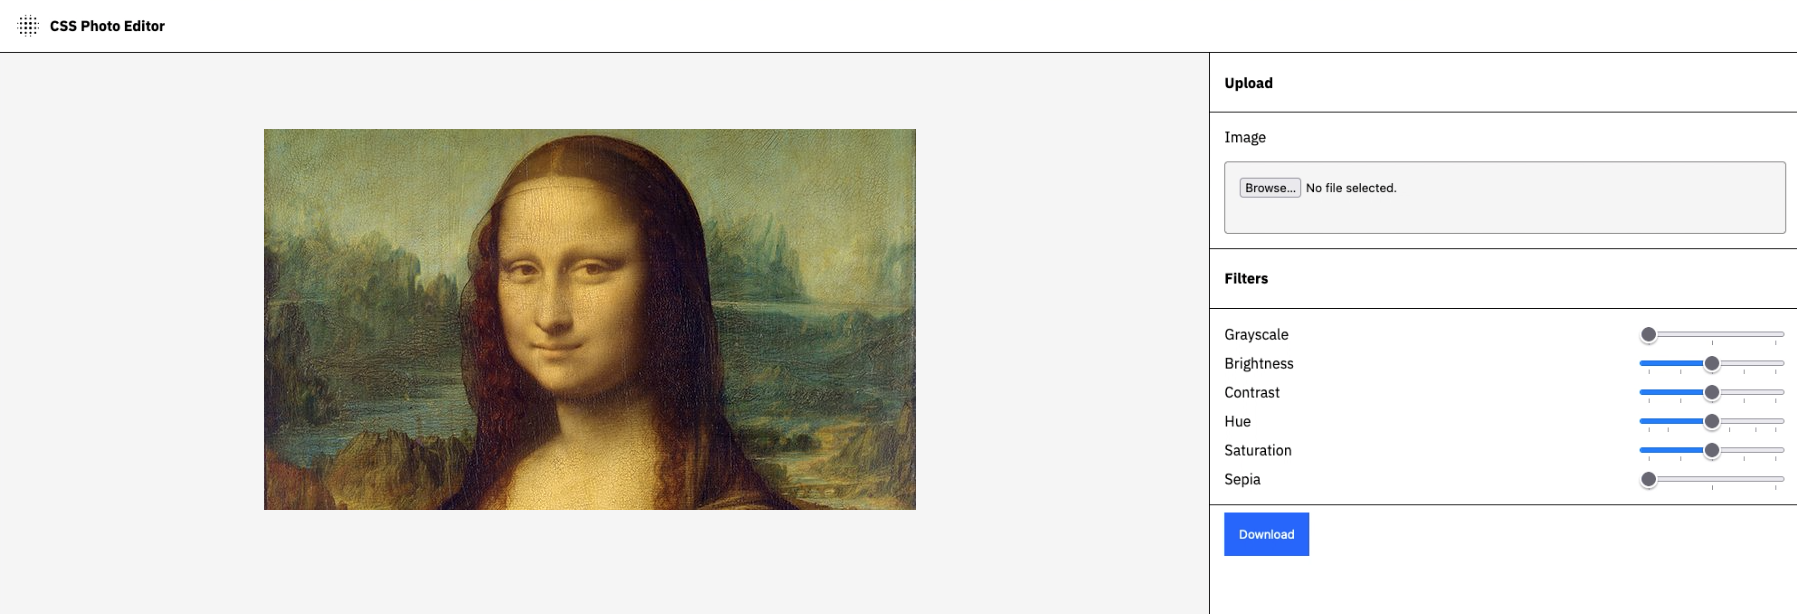 CSS Photo Editor
Upload
Image
Browse... No file selected.
Filters
Grayscale
Brightness
Contrast
Hue
Saturation
Sepia
Download